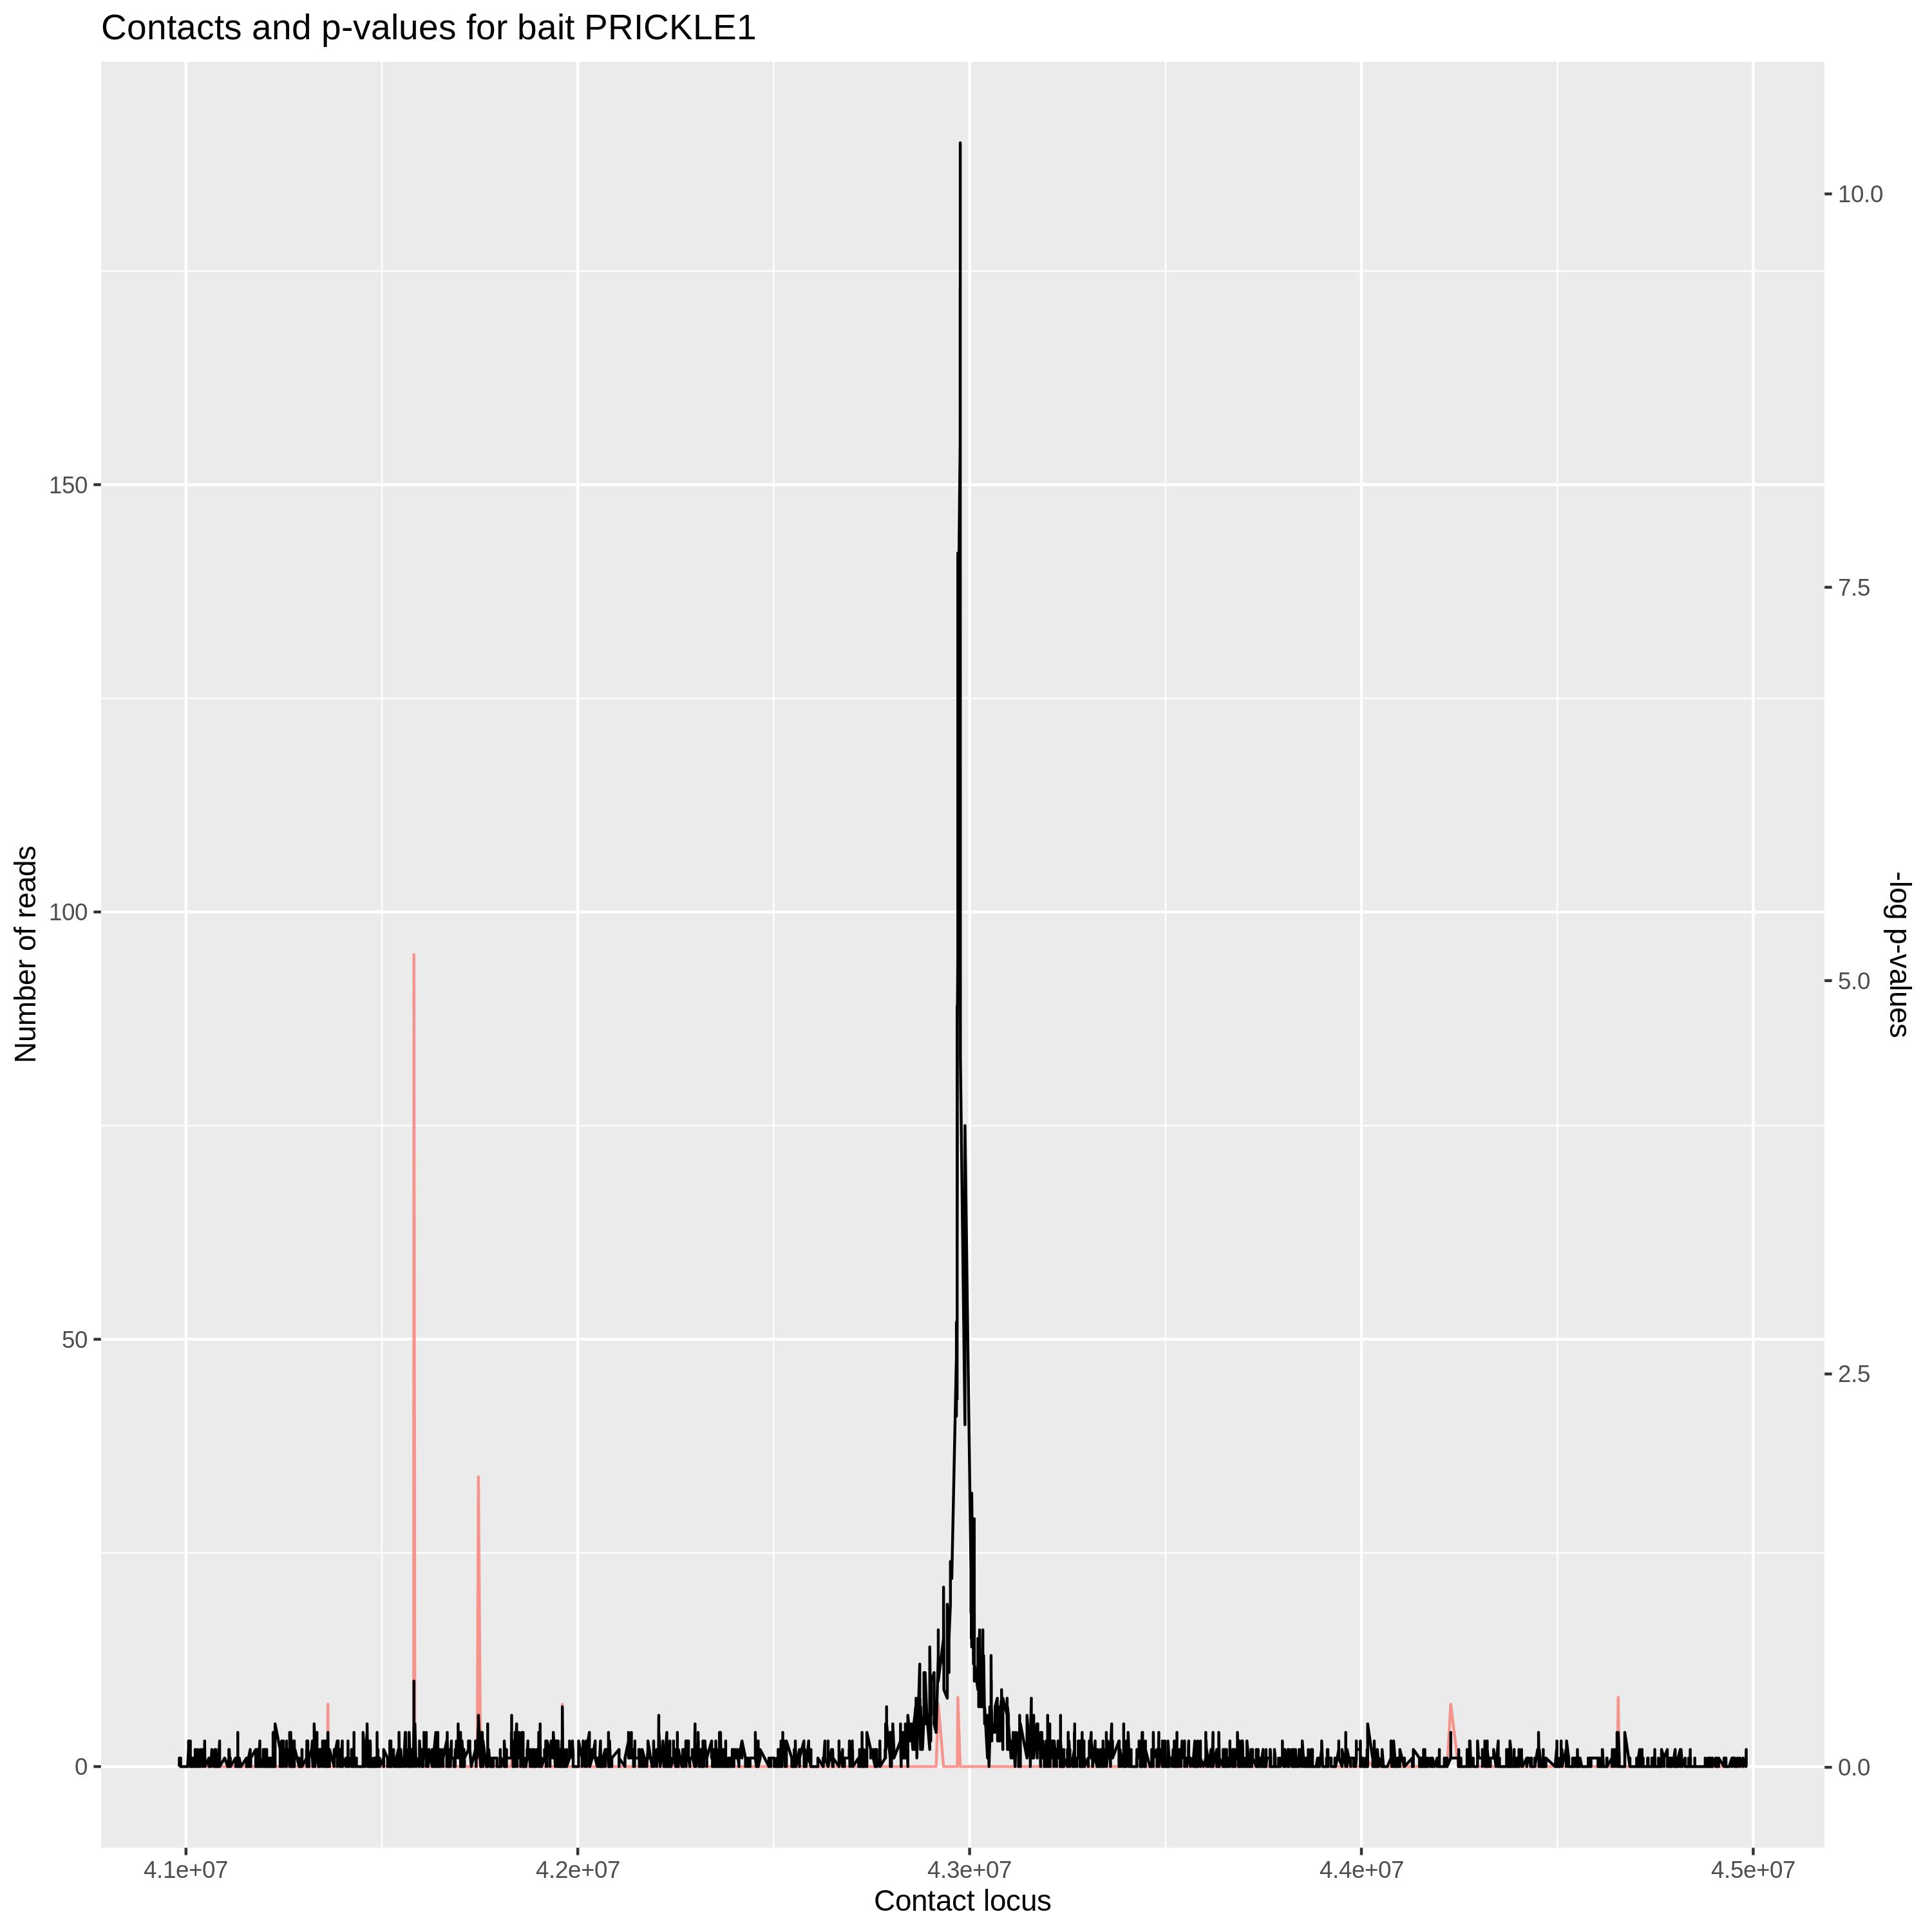 Contacts and p-values for bait PRICKLE1
10.0
150
7.5
100
Number of reads
-log p-values
5.0
50
2.5
0
0.0
4.1e+07
4.2e+07
4.3e+07
4.4e+07
4.5e+07
Contact locus